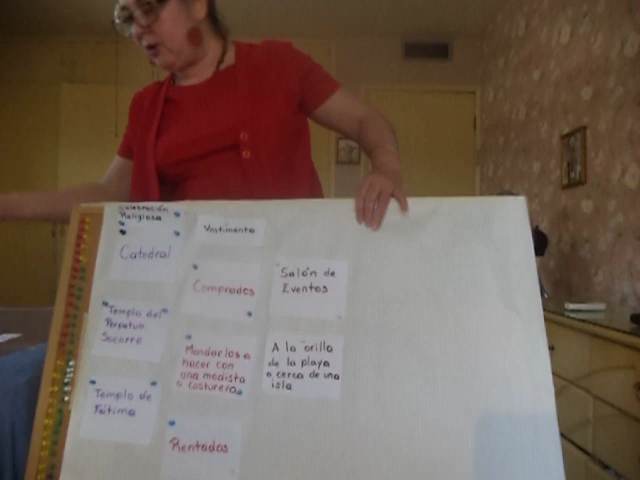 Celebración
Religiosa
Catedral
Templo del
Perpetuo
Socorro
Templo de
Fátima
Vestimenta
Comprados
Mandarlos a
hacer con
una modista
o costurera
Rentados
Salón de
Eventos
A la orilla
de la playa
o cerca de una
isla